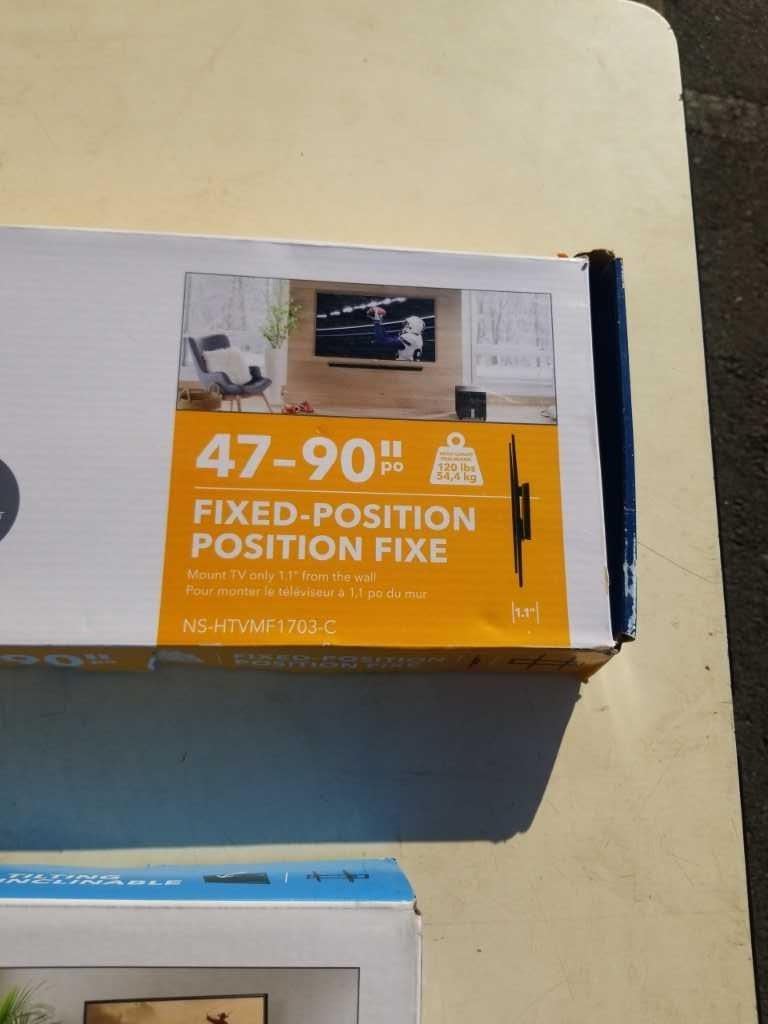 47-90"
po
120 lbs
54,4 kg
FIXED-POSITION
POSITION FIXE
Mount TV only 1.1" from the wall
Pour monter le téléviseur à 1,1 po du mur
1.1"
NS-HTVMF1703-C
90"
po
FIXED-POSITION
POSITION FIXE
TILTING
INCLINABLE